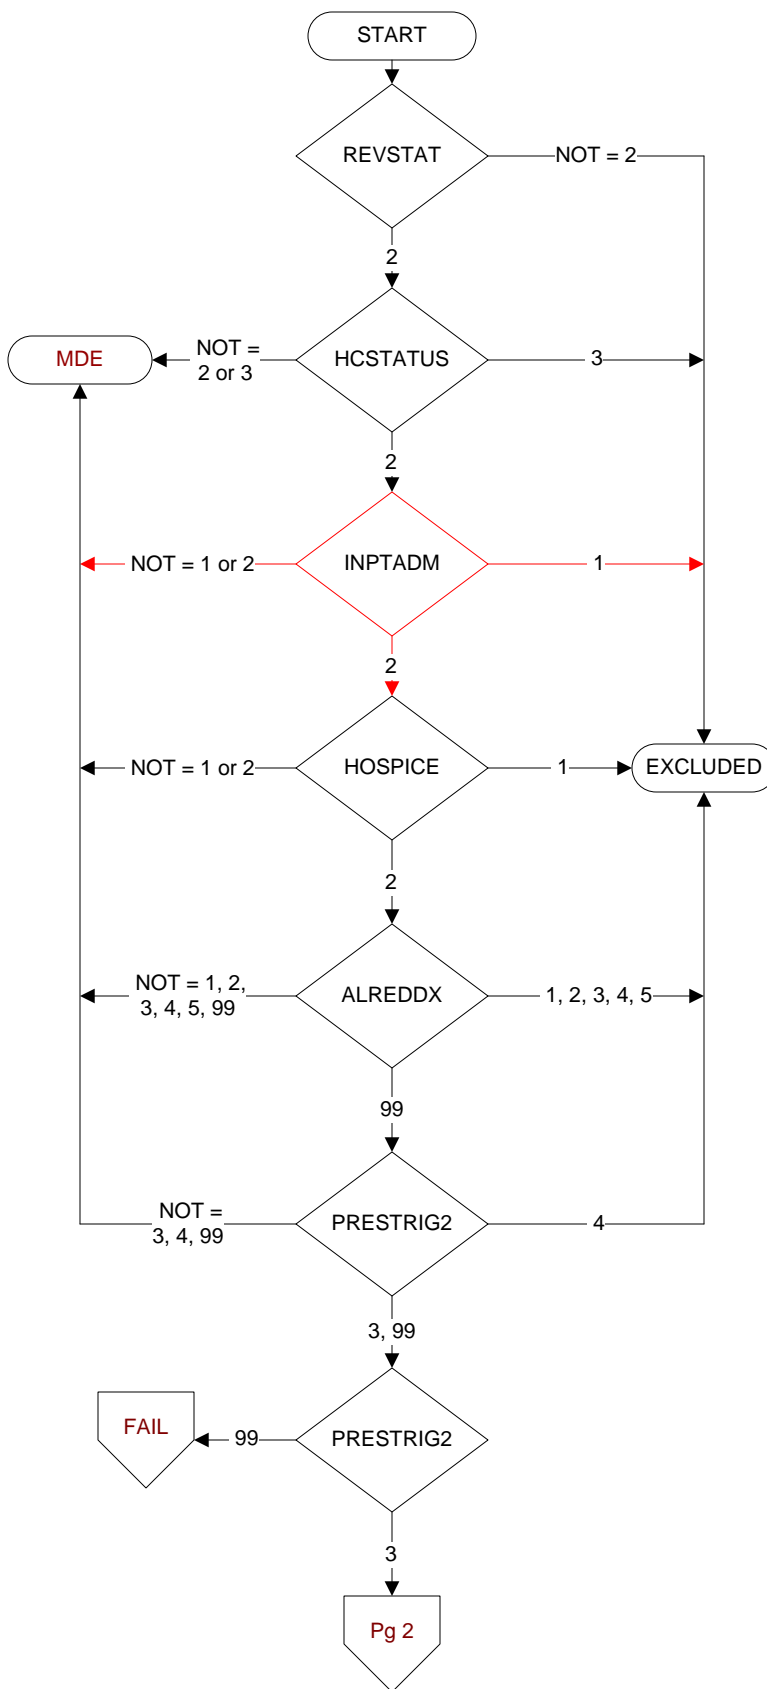 START
REVSTAT
NOT = 2
2
MDE
NOT =
2 or 3
HCSTATUS
3
2
NOT = 1 or 2
INPTADM
1
2
NOT = 1 or 2
HOSPICE
1
EXCLUDED
2
NOT = 1, 2,
3, 4, 5, 99
ALREDDX
1, 2, 3, 4, 5
99
NOT =
3, 4, 99
PRESTRIG2
4
3, 99
FAIL
99
PRESTRIG2
3
Pg 2